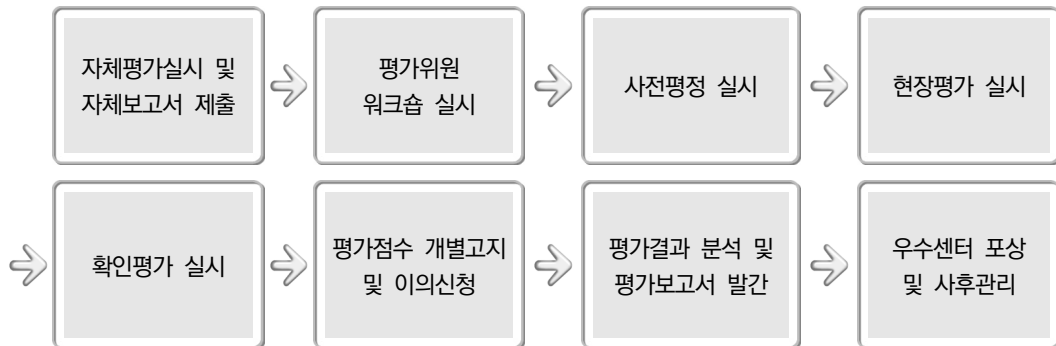 자체평가실시 및
자체보고서 제출
평가위원
워크숍 실시
사전평정 실시
현장평가 실시
확인평가 실시
평가점수 개별고지
및 이의신청
평가결과 분석 및
평가보고서 발간
우수센터 포상
및 사후관리